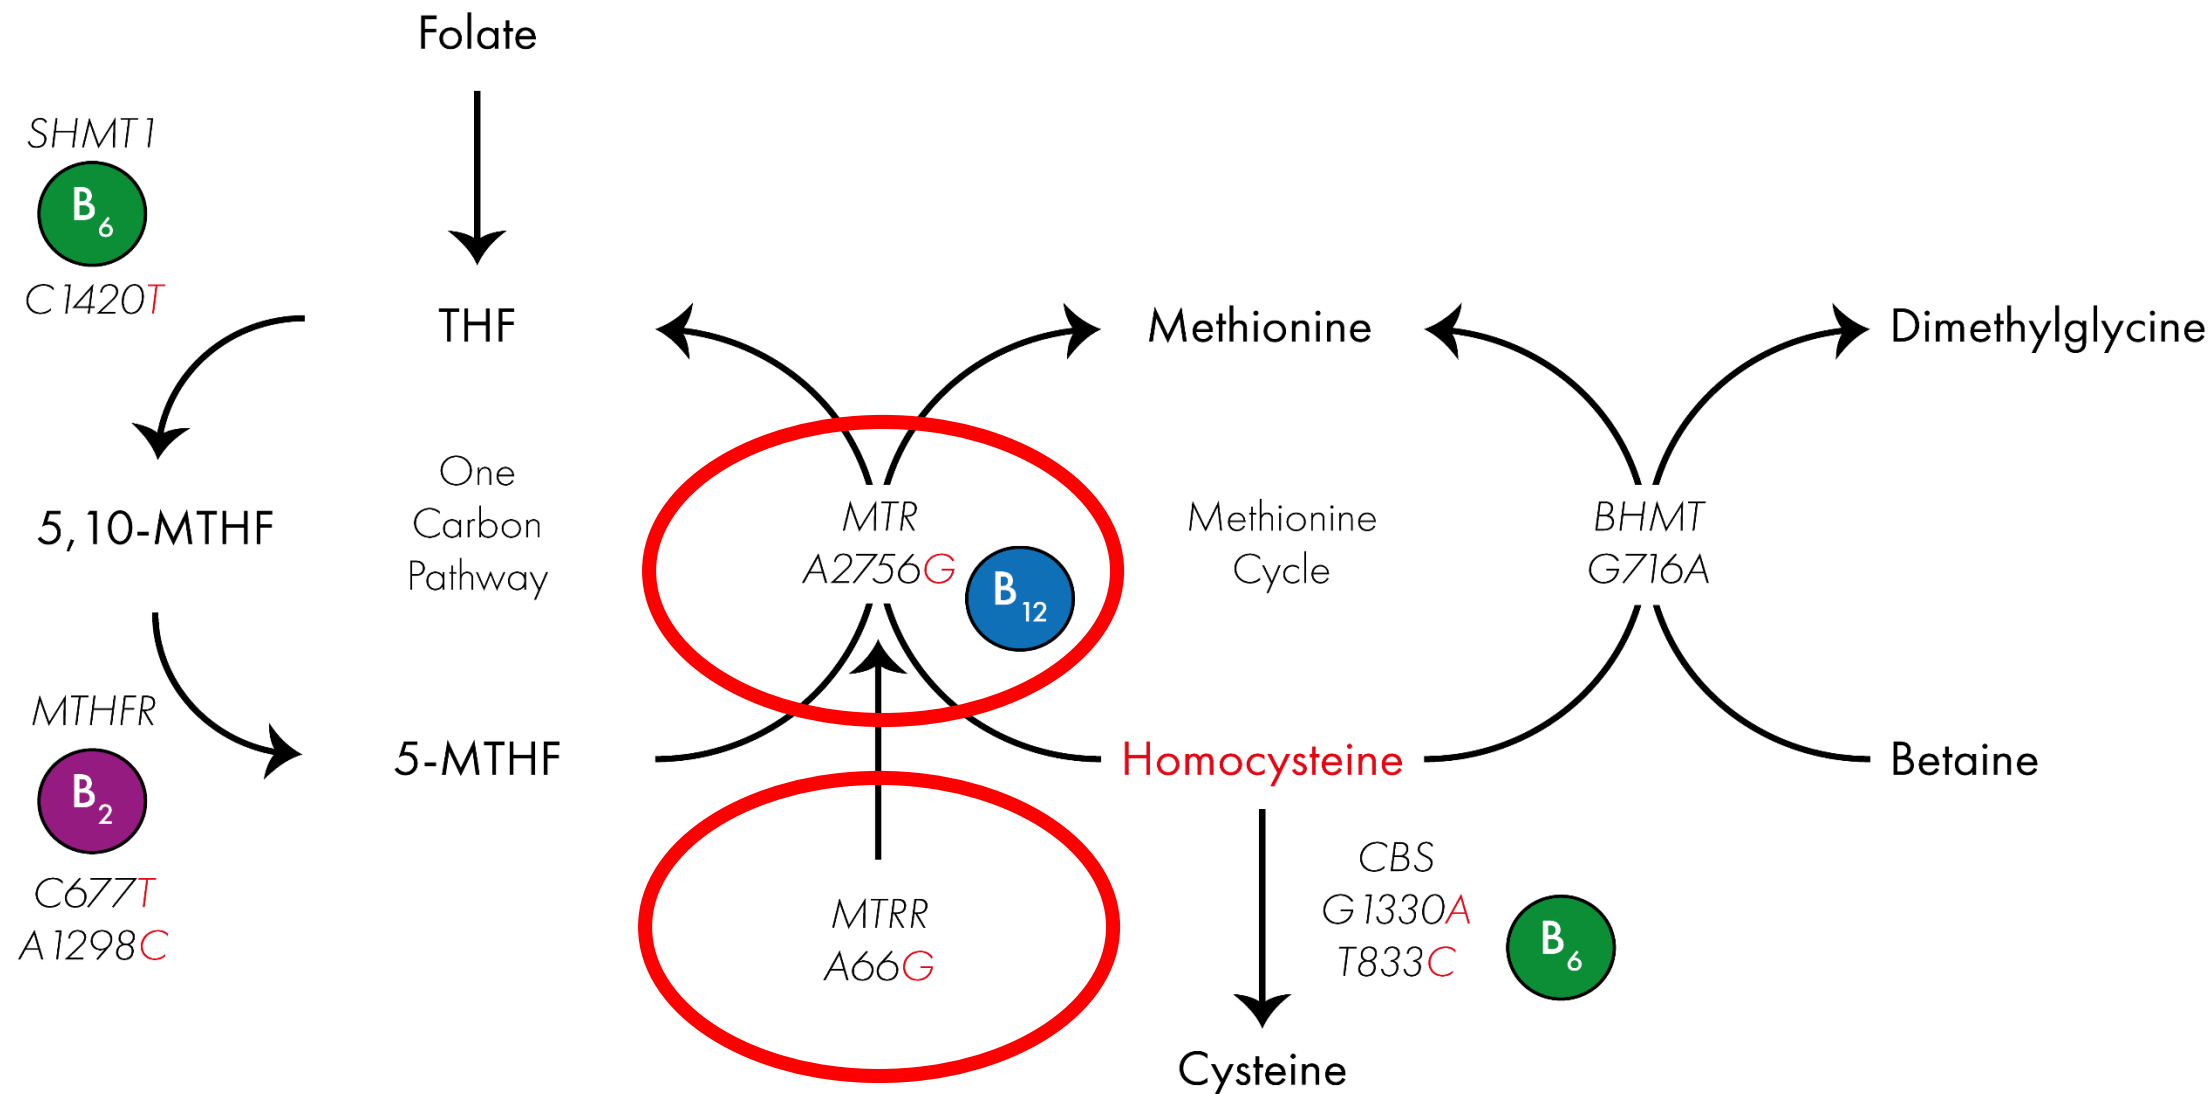 Folate
SHMT1
B6
C1420T
THF
Methionine
Dimethylglycine
5,10-MTHF
One
Carbon
Pathway
MTR
A2756G
B12
Methionine
Cycle
BHMT
G716A
MTHFR
B2
C677T
A1298C
5-MTHF
Homocysteine
Betaine
MTRR
A66G
CBS
G1330A
T833C
B6
Cysteine